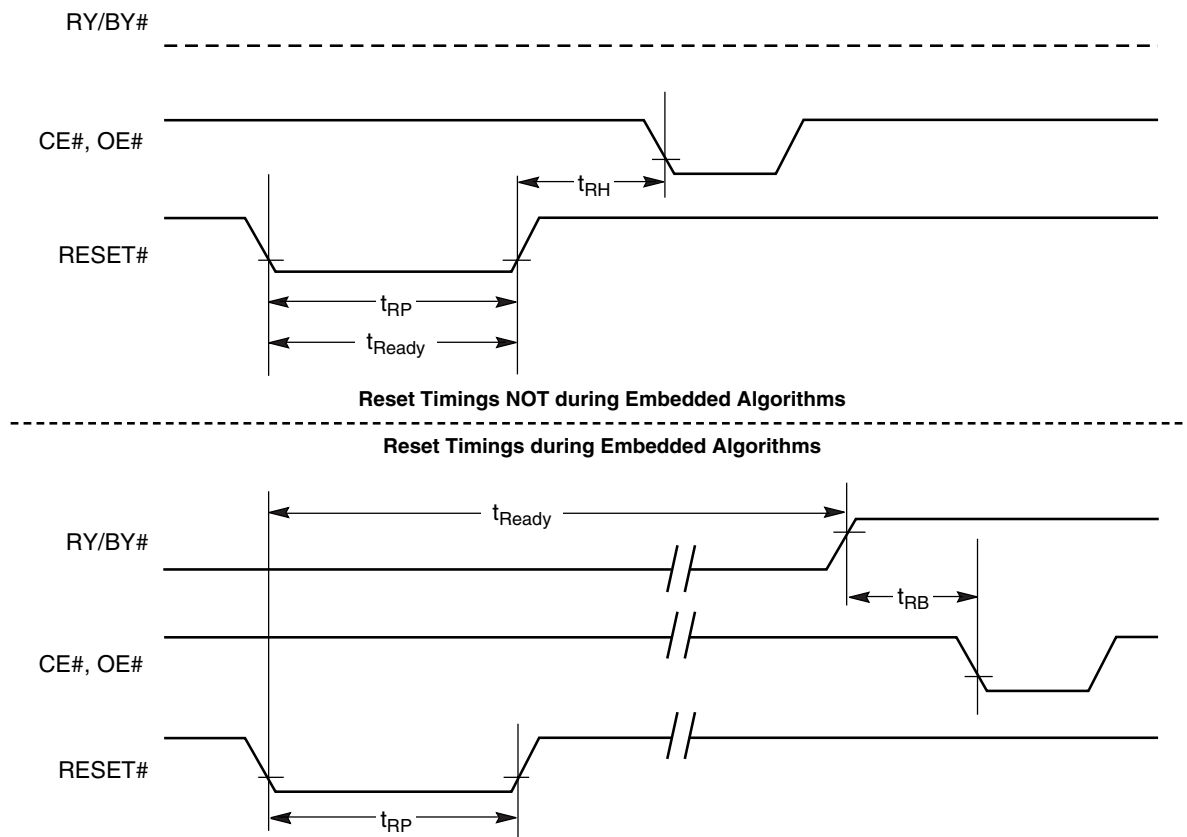 RY/BY#
CE#, OE#
tRH
RESET#
tRP
tReady
Reset Timings NOT during Embedded Algorithms
Reset Timings during Embedded Algorithms
tReady
RY/BY#
tRB
CE#, OE#
RESET#
tRP